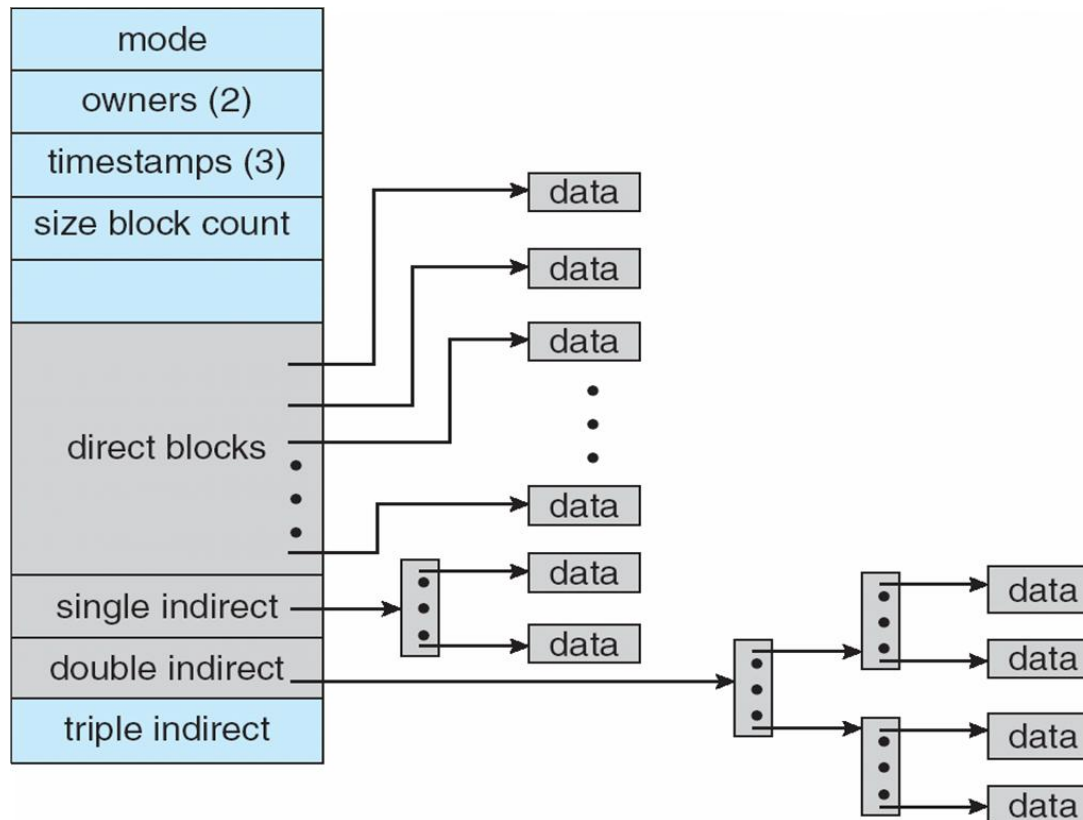 mode
owners (2)
timestamps (3)
size block count
direct blocks
single indirect
double indirect
triple indirect
data
data
data
data
data
data
data
data
data
data